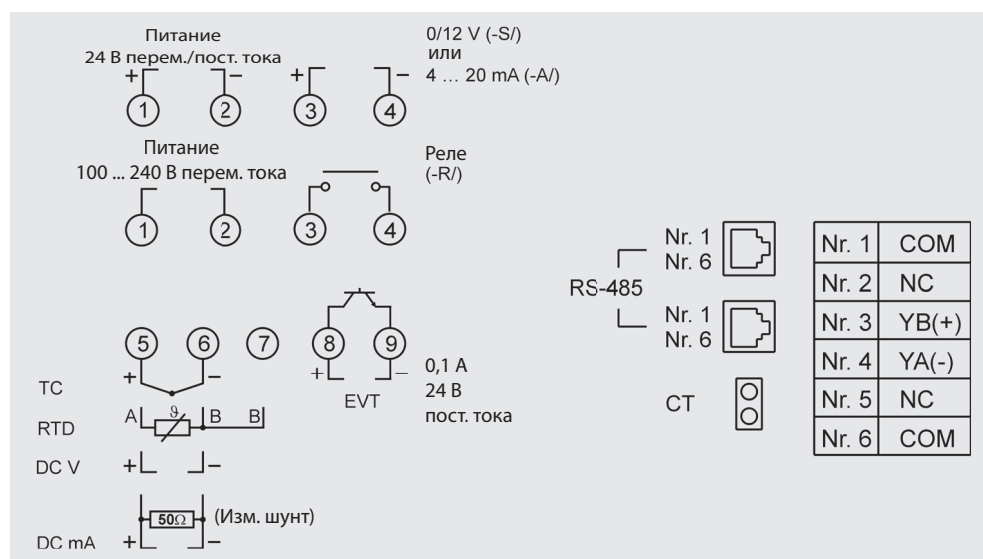 Питание
24 В перем./пост. тока
+ − + −
1 2 3 4
0/12 V (-S/)
или
4 … 20 mA (-A/)
Питание
100 ... 240 В перем. тока
1 2 3 4
Реле
(-R/)
5 6 7 8 9
+ − + −
TC
EVT
0,1 А
24 В
пост. тока
RTD
A ϑ B B
DC V
+ −
50Ω
(Изм. шунт)
DC mA
+ −
RS-485
Nr. 1
Nr. 6
Nr. 1
Nr. 6
CT
Nr. 1 COM
Nr. 2 NC
Nr. 3 YB(+)
Nr. 4 YA(-)
Nr. 5 NC
Nr. 6 COM